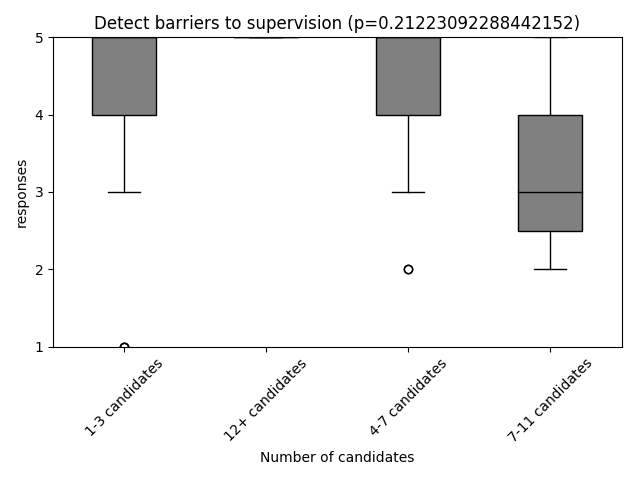 Detect barriers to supervision (p=0.21223092288442152)
5
4
3
2
1
responses
1-3 candidates
12+ candidates
4-7 candidates
7-11 candidates
Number of candidates